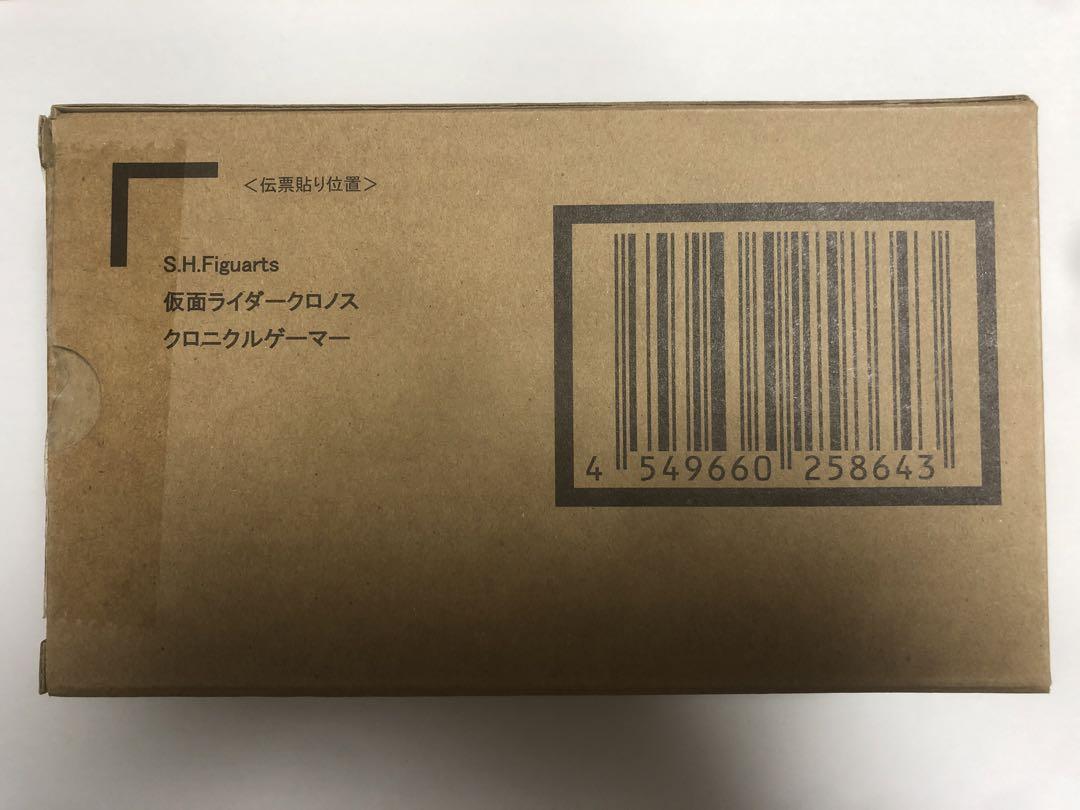 <伝票貼り位置>
S.H.Figuarts
仮面ライダークロノス
クロニクルゲーマー
4 549660 258643